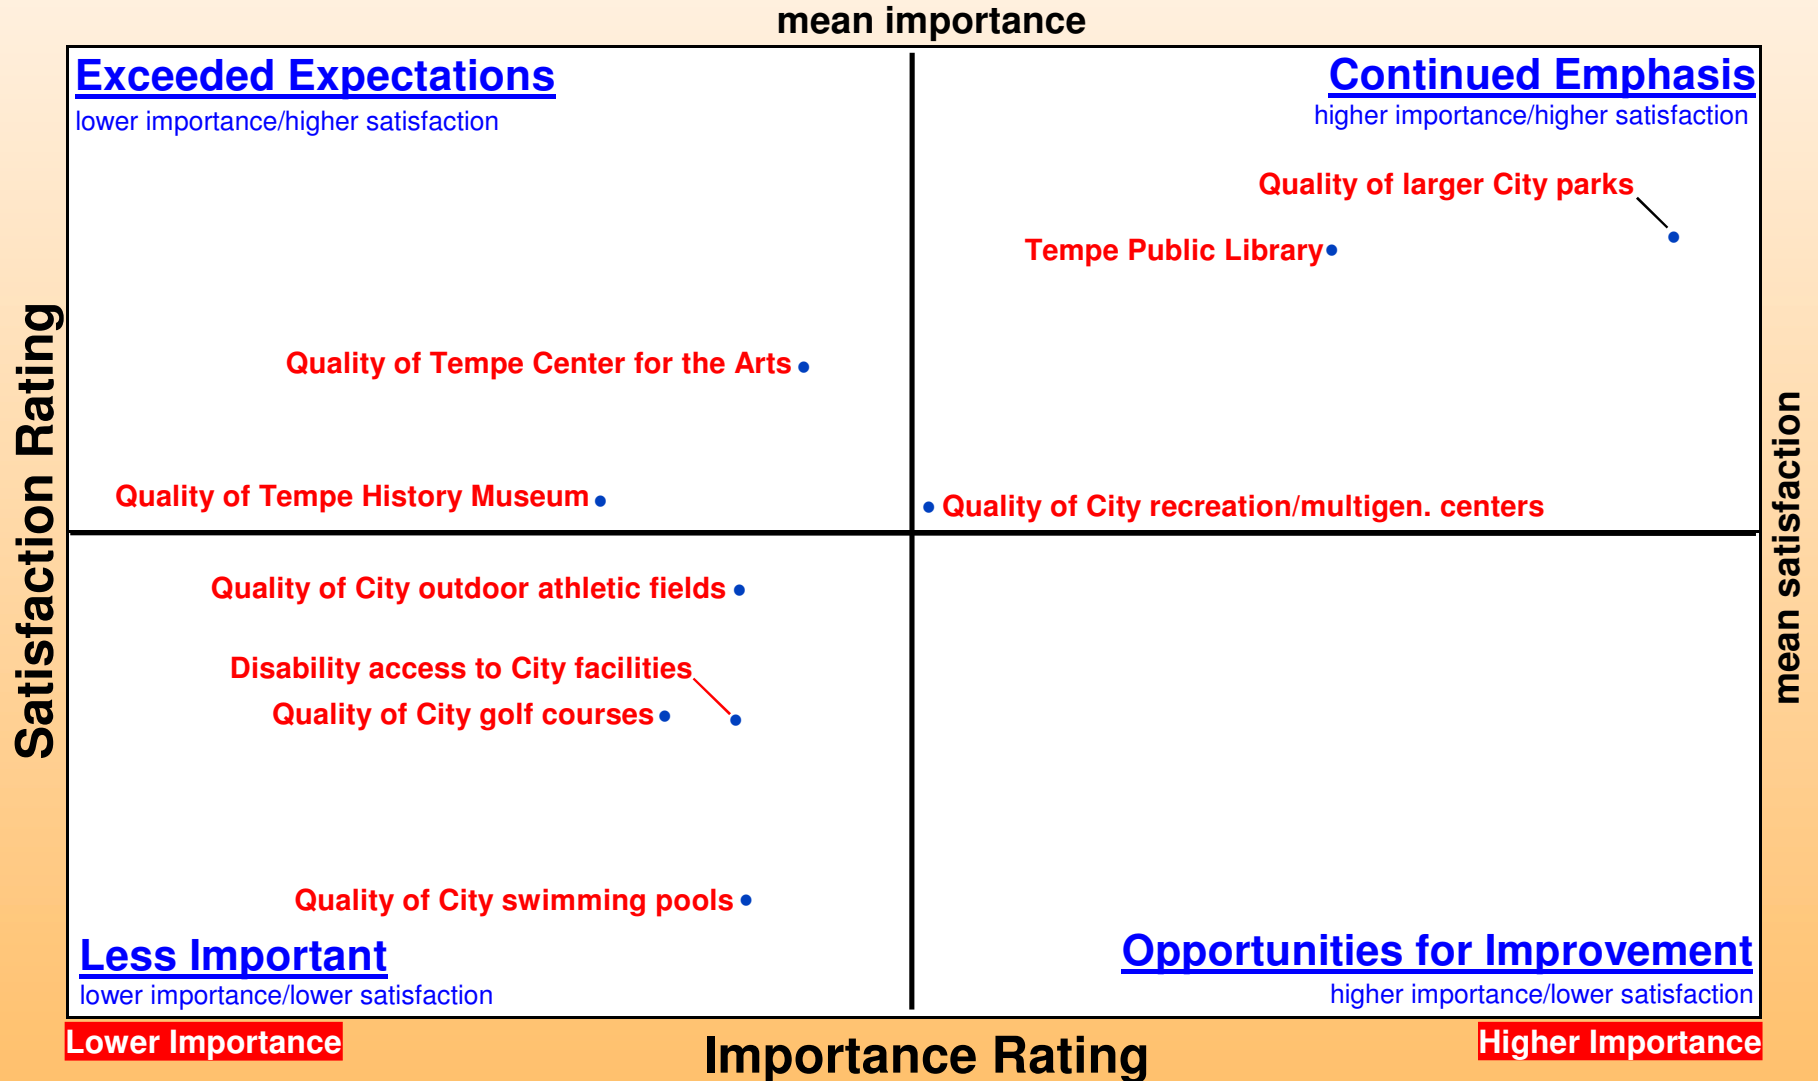 mean importance
Exceeded Expectations
lower importance/higher satisfaction
Continued Emphasis
higher importance/higher satisfaction
Quality of larger City parks
Tempe Public Library
Quality of Tempe Center for the Arts
Quality of Tempe History Museum
Quality of City recreation/multigen. centers
Satisfaction Rating
mean satisfaction
Quality of City outdoor athletic fields
Disability access to City facilities
Quality of City golf courses
Quality of City swimming pools
Less Important
lower importance/lower satisfaction
Opportunities for Improvement
higher importance/lower satisfaction
Lower Importance
Importance Rating
Higher Importance